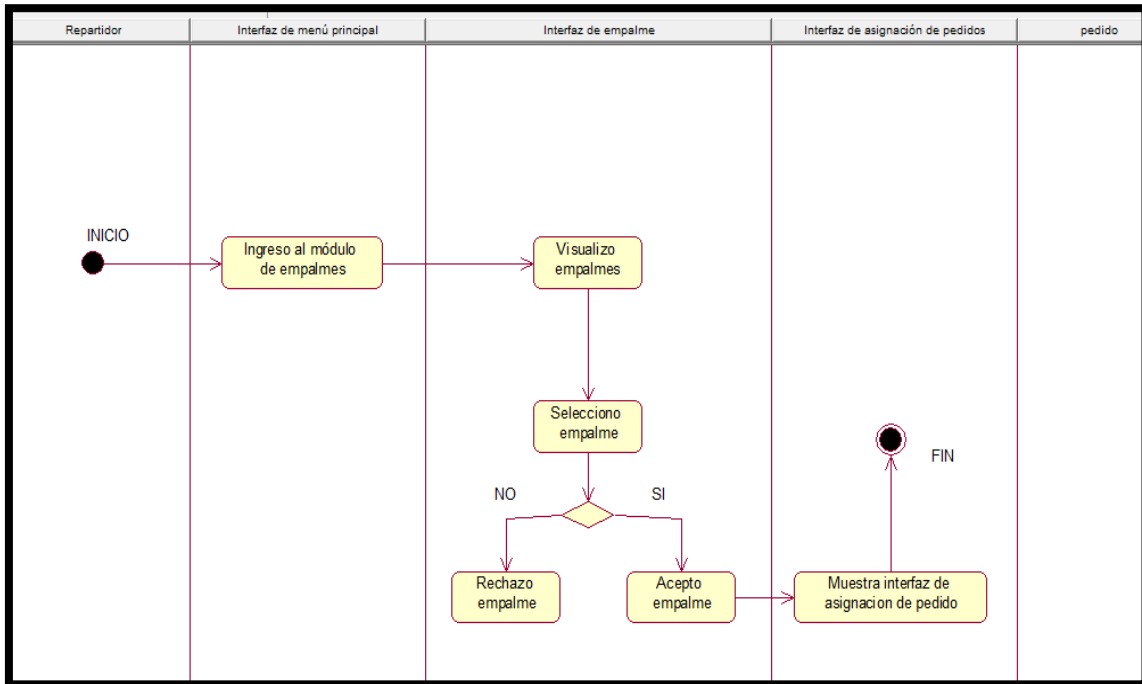 Repartidor
Interfaz de menú principal
Interfaz de empalme
Interfaz de asignación de pedidos
pedido
INICIO
Ingreso al módulo
de empalmes
Visualizo
empalmes
Selecciono
empalme
NO
SI
Rechazo
empalme
Acepto
empalme
Muestra interfaz de
asignacion de pedido
FIN